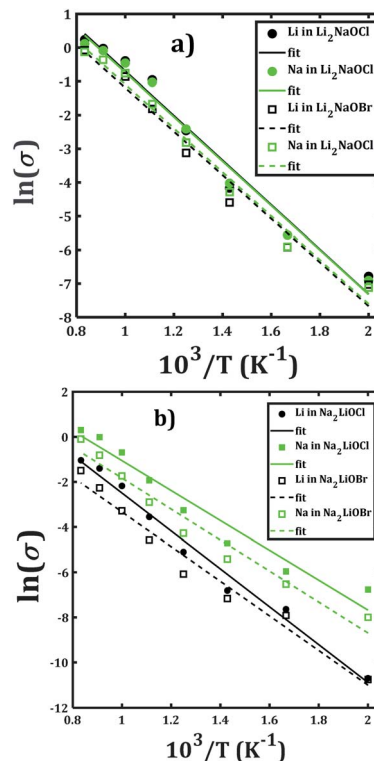 a)
Li in Li₂NaOCl
fit
Na in Li₂NaOCl
fit
Li in Li₂NaOBr
fit
Na in Li₂NaOCl
fit
ln(σ)
1
0
-1
-2
-3
-4
-5
-6
-7
-8
0.8 1 1.2 1.4 1.6 1.8 2
10³/T (K⁻¹)
b)
Li in Na₂LiOCl
fit
Na in Na₂LiOCl
fit
Li in Na₂LiOBr
fit
Na in Na₂LiOBr
fit
ln(σ)
2
0
-2
-4
-6
-8
-10
-12
0.8 1 1.2 1.4 1.6 1.8 2
10³/T (K⁻¹)